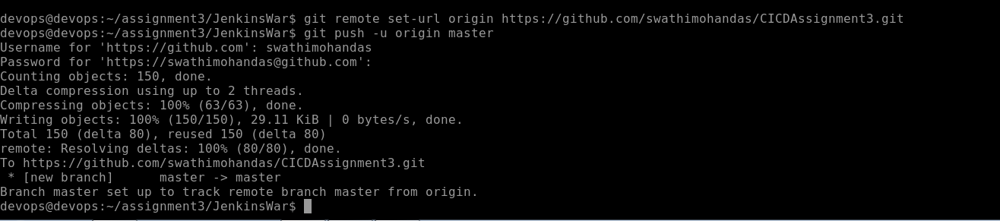 devops@devops:~/assignment3/JenkinsWar$ git remote set-url origin https://github.com/swathimohandas/CICDAssignment3.git
devops@devops:~/assignment3/JenkinsWar$ git push -u origin master
Username for 'https://github.com': swathimohandas
Password for 'https://swathimohandas@github.com':
Counting objects: 150, done.
Delta compression using up to 2 threads.
Compressing objects: 100% (63/63), done.
Writing objects: 100% (150/150), 29.11 KiB | 0 bytes/s, done.
Total 150 (delta 80), reused 150 (delta 80)
remote: Resolving deltas: 100% (80/80), done.
To https://github.com/swathimohandas/CICDAssignment3.git
 * [new branch]      master -> master
Branch master set up to track remote branch master from origin.
devops@devops:~/assignment3/JenkinsWar$